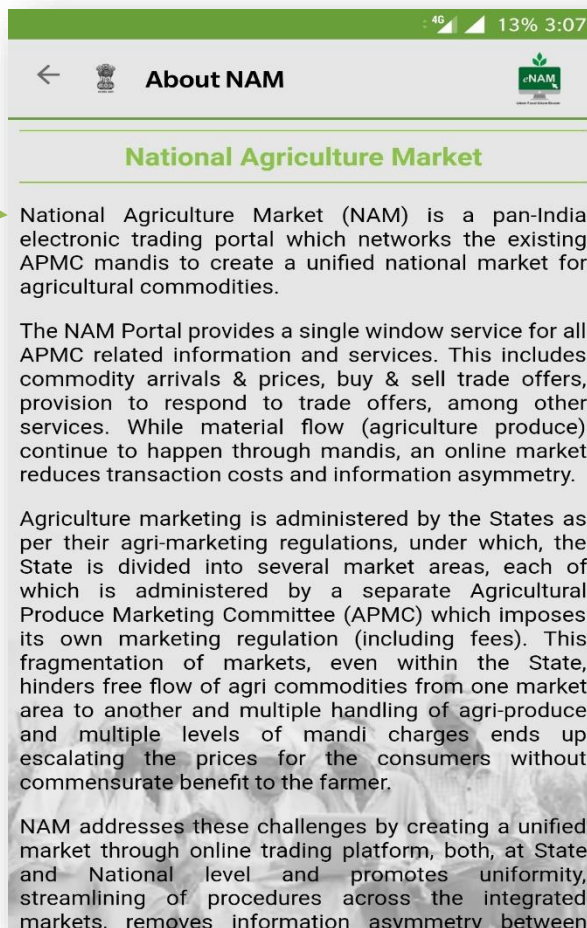 4G 13% 3:07
About NAM
eNAM
National Agriculture Market
National Agriculture Market (NAM) is a pan-India
electronic trading portal which networks the existing
APMC mandis to create a unified national market for
agricultural commodities.
The NAM Portal provides a single window service for all
APMC related information and services. This includes
commodity arrivals & prices, buy & sell trade offers,
provision to respond to trade offers, among other
services. While material flow (agriculture produce)
continue to happen through mandis, an online market
reduces transaction costs and information asymmetry.
Agriculture marketing is administered by the States as
per their agri-marketing regulations, under which, the
State is divided into several market areas, each of
which is administered by a separate Agricultural
Produce Marketing Committee (APMC) which imposes
its own marketing regulation (including fees). This
fragmentation of markets, even within the State,
hinders free flow of agri commodities from one market
area to another and multiple handling of agri-produce
and multiple levels of mandi charges ends up
escalating the prices for the consumers without
commensurate benefit to the farmer.
NAM addresses these challenges by creating a unified
market through online trading platform, both, at State
and National level and promotes uniformity,
streamlining of procedures across the integrated
markets, removes information asymmetry between